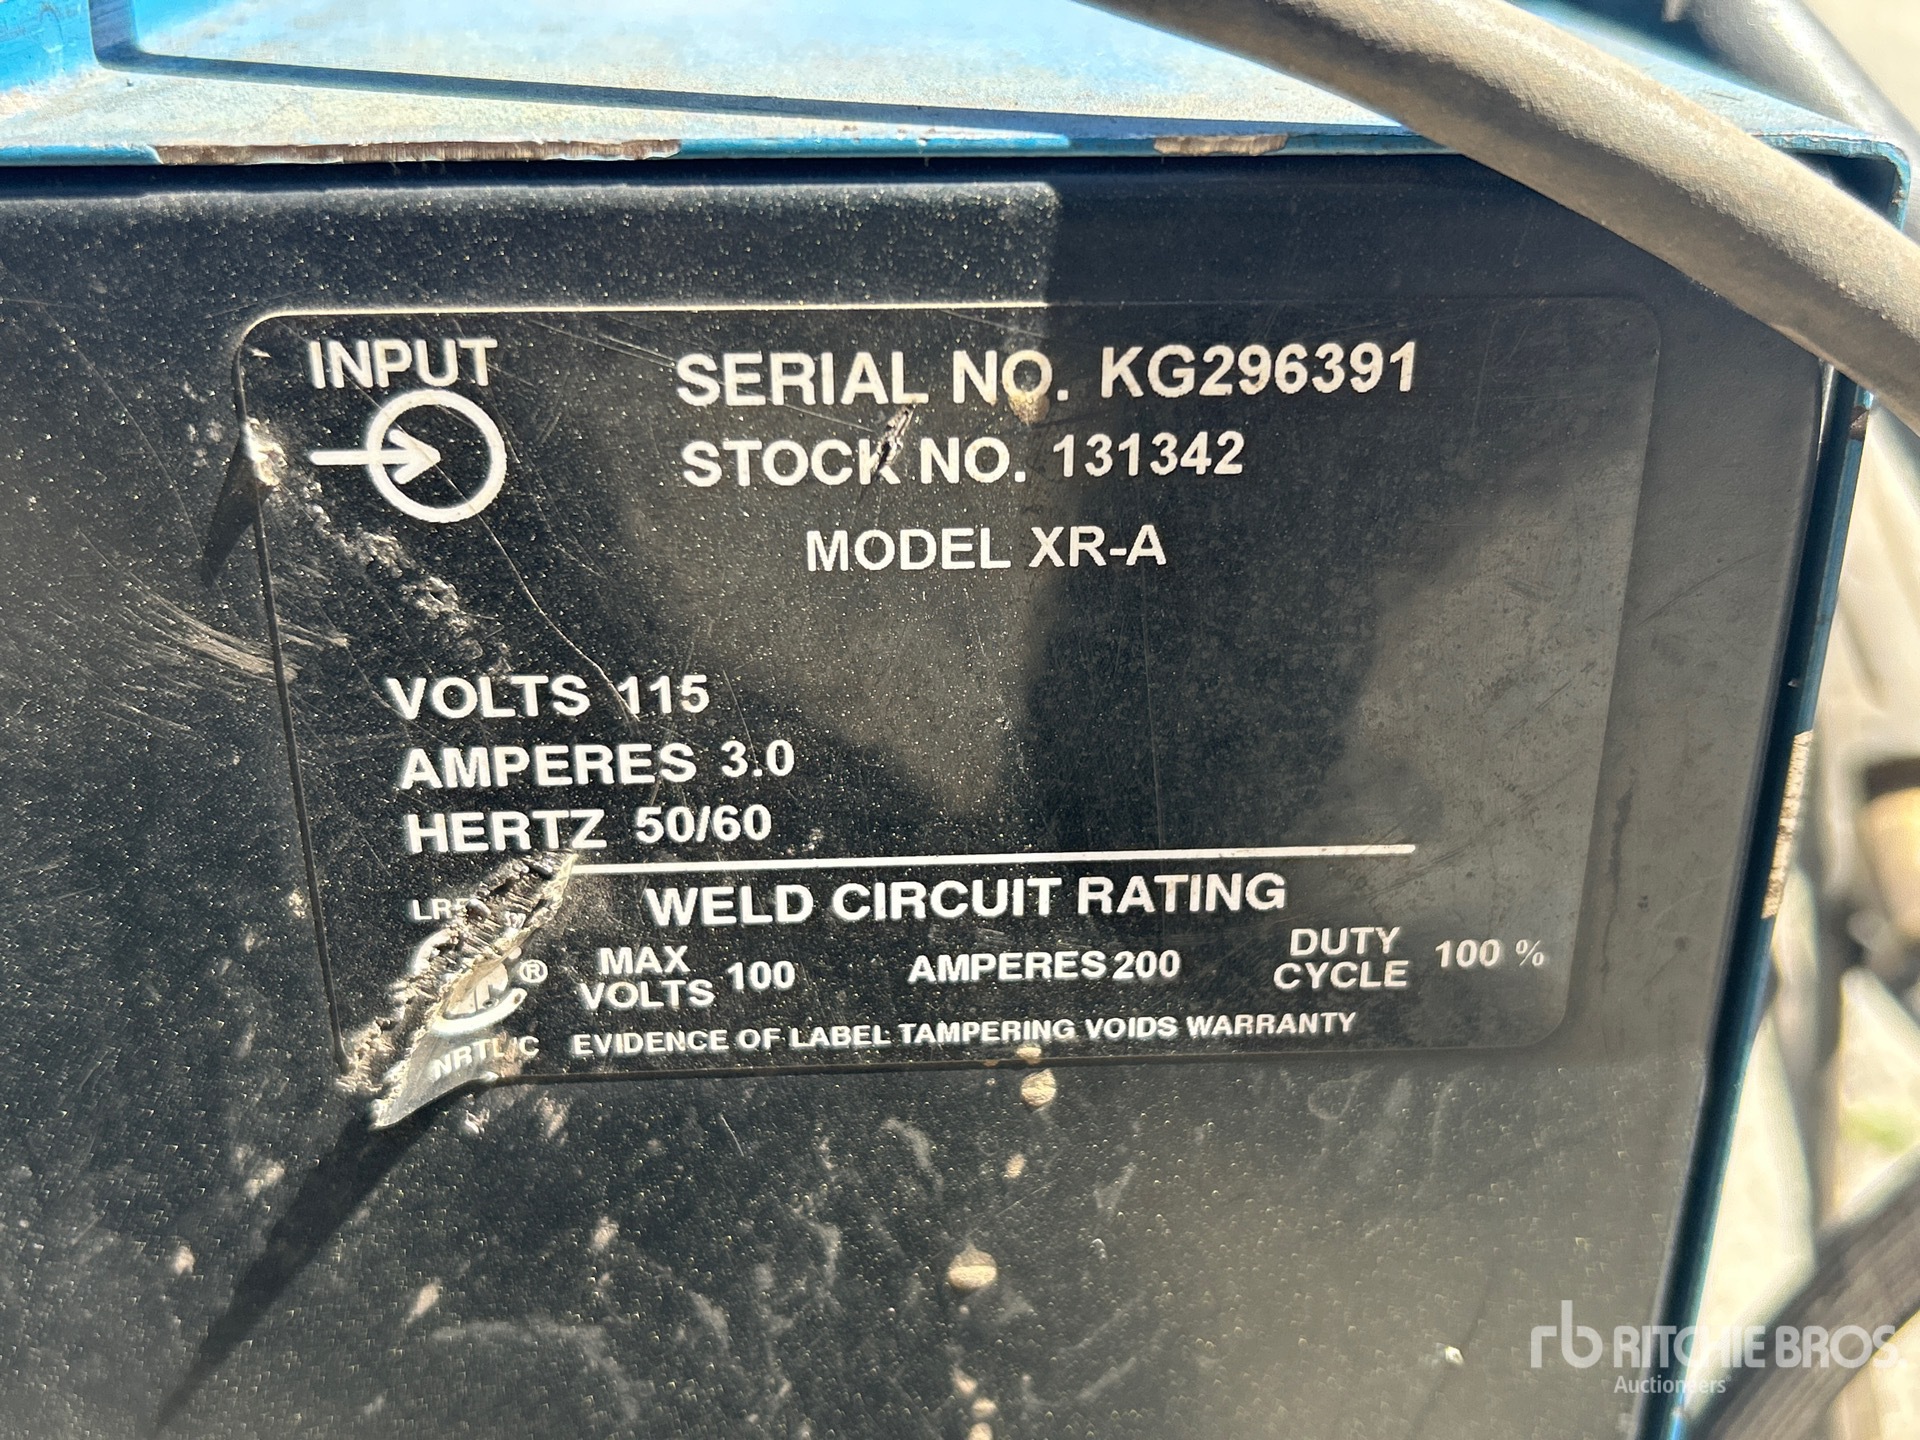 INPUT
SERIAL NO. KG296391
STOCK NO. 131342
MODEL XR-A
VOLTS 115
AMPERES 3.0
HERTZ 50/60
WELD CIRCUIT RATING
MAX VOLTS 100 AMPERES 200 DUTY CYCLE 100 %
®
NRTL/C
EVIDENCE OF LABEL TAMPERING VOIDS WARRANTY
rb RITCHIE BROS.
Auctioneers